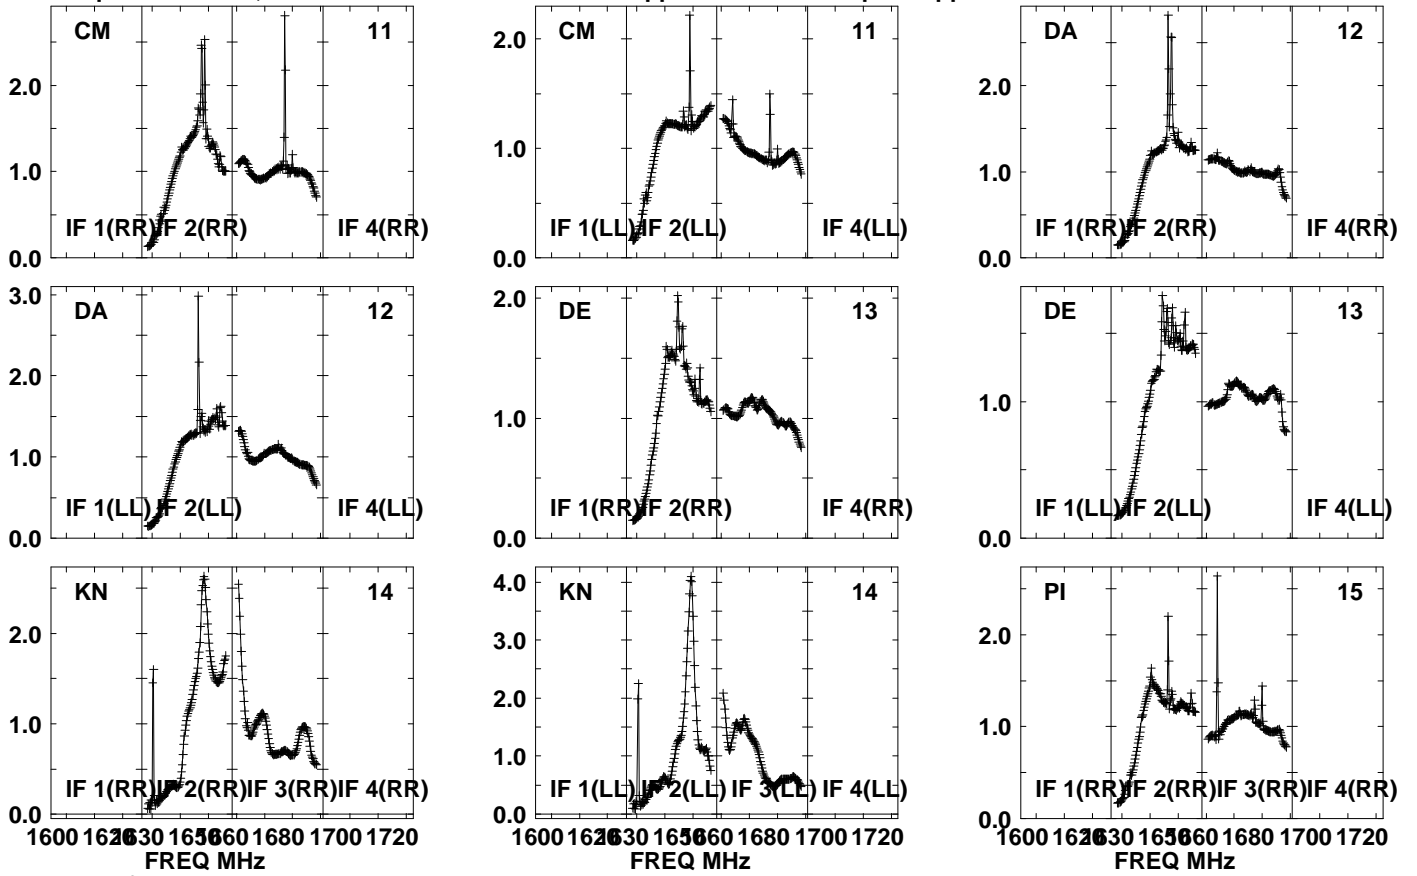 CM 11 CM 11 DA 12
2.0 2.0 2.0
1.0 1.0 1.0
IF 1(RR) IF 2(RR) IF 4(RR) IF 1(LL) IF 2(LL) IF 4(LL) IF 1(RR) IF 2(RR) IF 4(RR)
0.0 0.0 0.0
3.0 DA 12 2.0 DE 13 DE 13
2.0
1.0 1.0 1.0
IF 1(LL) IF 2(LL) IF 4(LL) IF 1(RR) IF 2(RR) IF 4(RR) IF 1(LL) IF 2(LL) IF 4(LL)
0.0 0.0 0.0
KN 14 4.0 KN 14 PI 15
2.0 3.0 2.0
1.0 2.0 1.0
1.0
IF 1(RR) IF 2(RR) IF 3(RR) IF 4(RR) IF 1(LL) IF 2(LL) IF 3(LL) IF 4(LL) IF 1(RR) IF 2(RR) IF 3(RR) IF 4(RR)
0.0 0.0 0.0
1600 1620 1630 1650 1660 1680 1700 1720 1600 1620 1630 1650 1660 1680 1700 1720 1600 1620 1630 1650 1660 1680 1700 1720
FREQ MHz FREQ MHz FREQ MHz